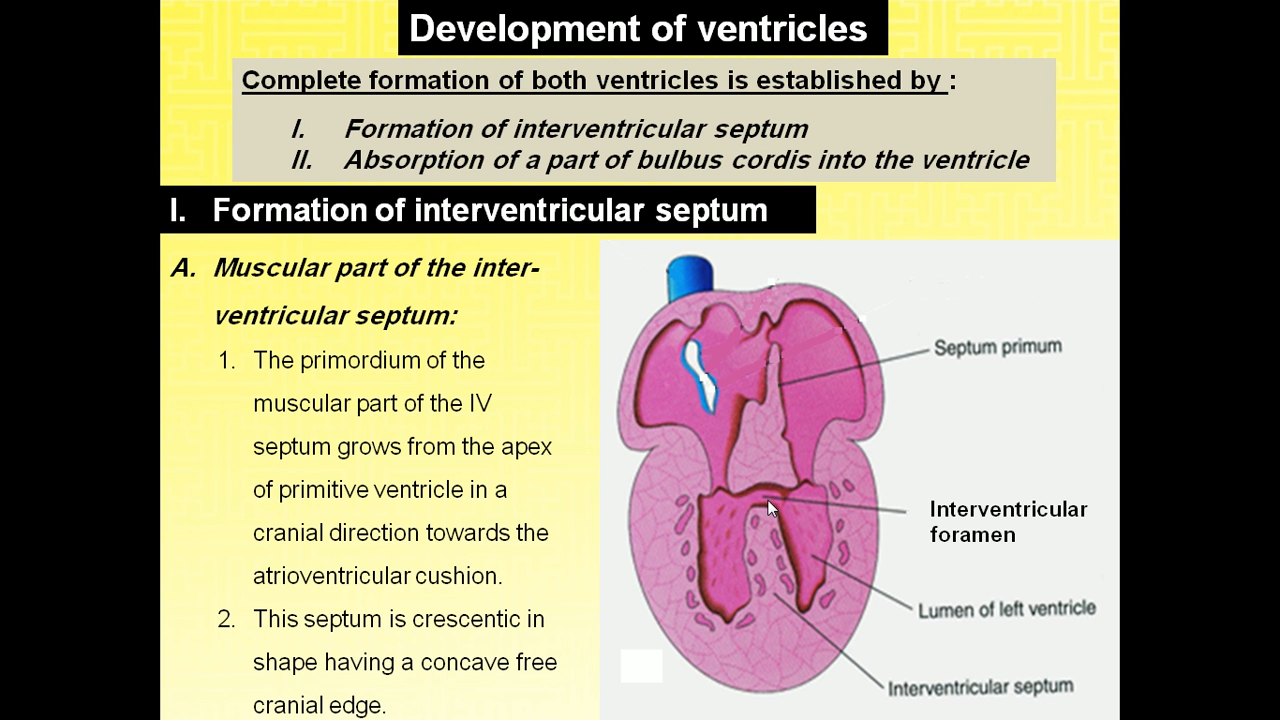 Development of ventricles
Complete formation of both ventricles is established by :
I. Formation of interventricular septum
II. Absorption of a part of bulbus cordis into the ventricle
I. Formation of interventricular septum
A. Muscular part of the inter-
ventricular septum:
1. The primordium of the
muscular part of the IV
septum grows from the apex
of primitive ventricle in a
cranial direction towards the
atrioventricular cushion.
2. This septum is crescentic in
shape having a concave free
cranial edge.
Septum primum
Interventricular
foramen
Lumen of left ventricle
Interventricular septum